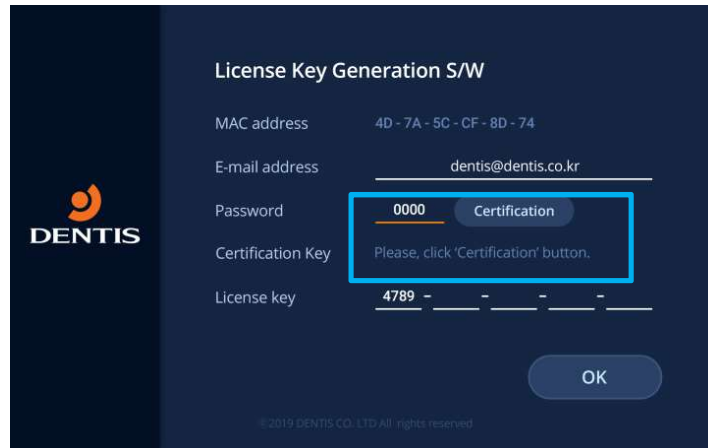 License Key Generation S/W
MAC address 4D - 7A - 5C - CF - 8D - 74
E-mail address dentis@dentis.co.kr
Password 0000 Certification
DENTIS
Certification Key Please, click 'Certification' button.
License key 4789 – – – –
OK
©2019 DENTIS CO. LTD All rights reserved